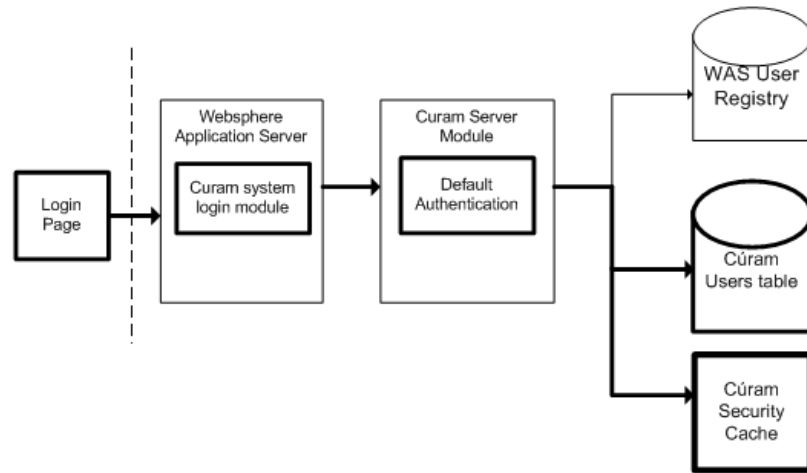 Login
Page
Websphere
Application Server
Curam system
login module
Curam Server
Module
Default
Authentication
WAS User
Registry
Cúram
Users table
Cúram
Security
Cache